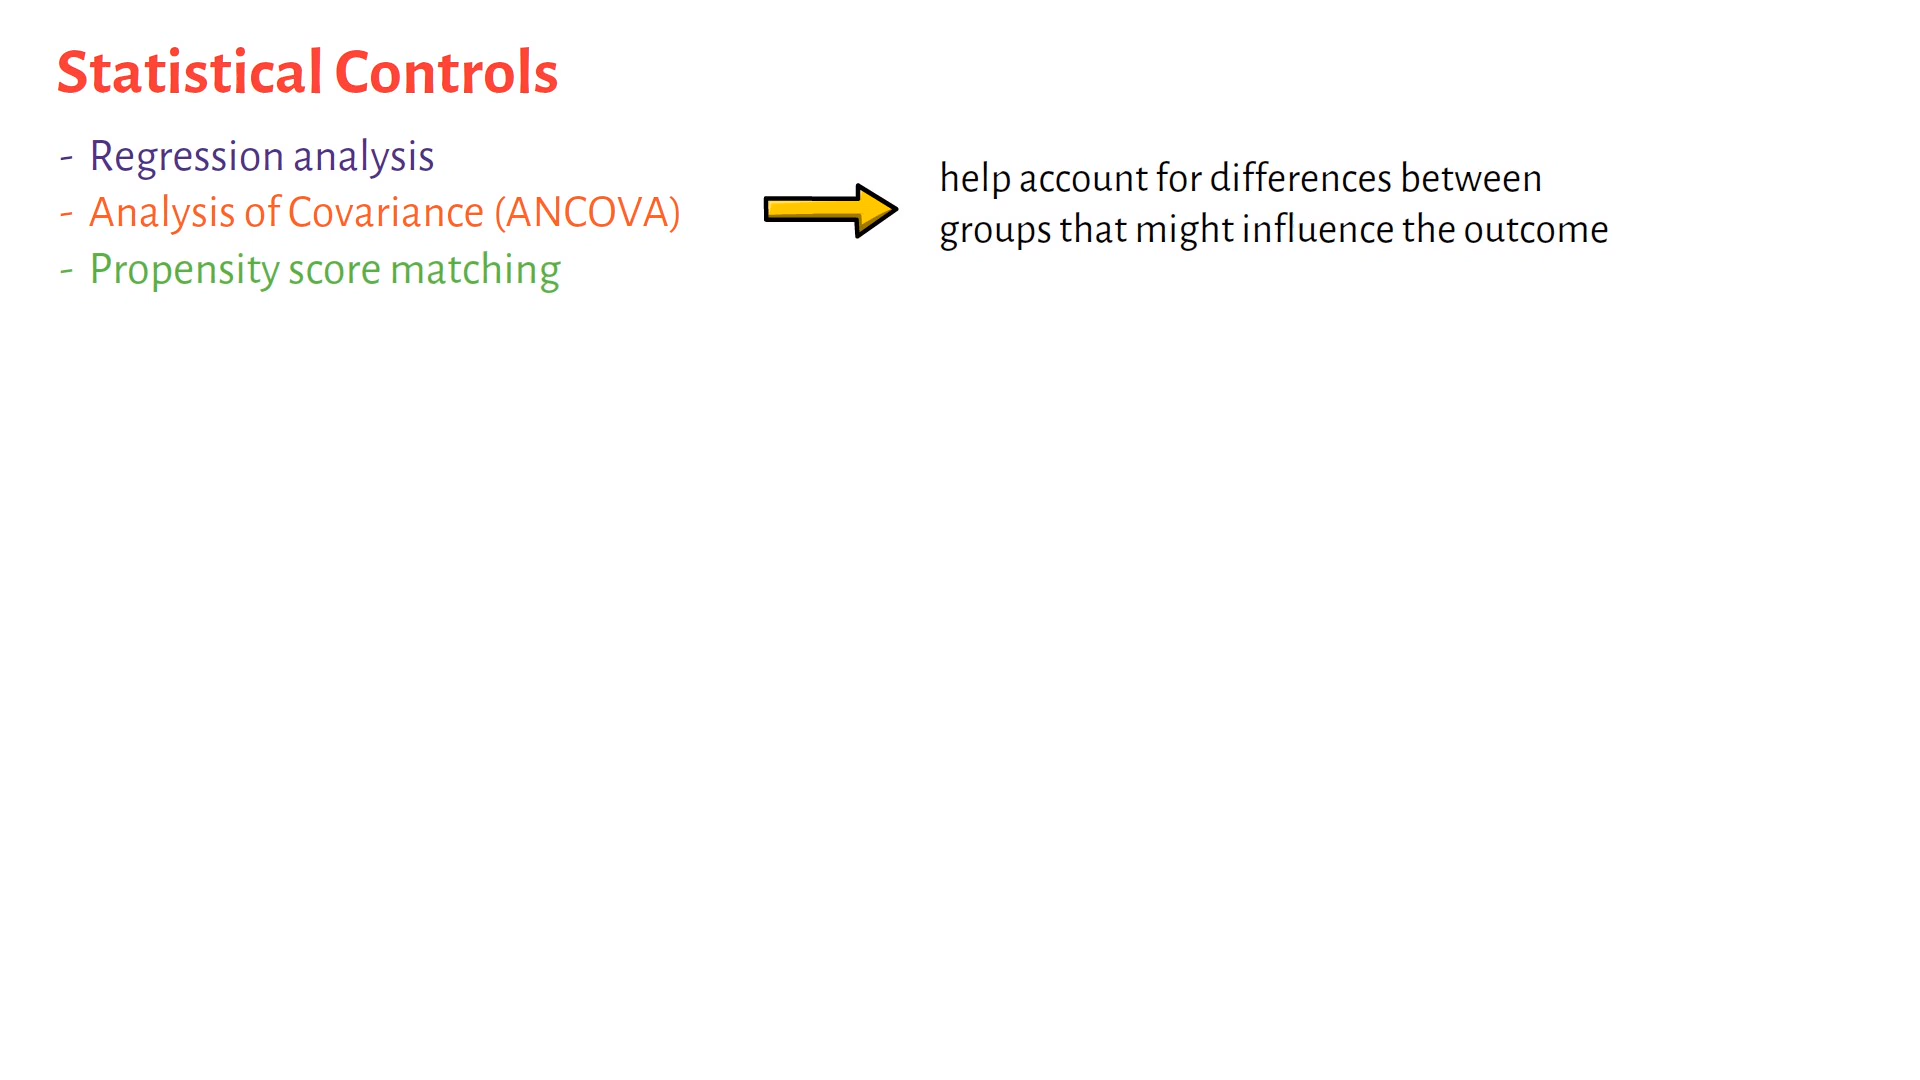 Statistical Controls
- Regression analysis
- Analysis of Covariance (ANCOVA)
- Propensity score matching
help account for differences between
groups that might influence the outcome